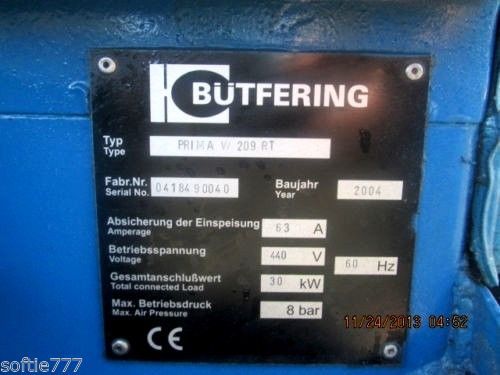 BÜTFERING
Typ PRIMA W 209 RT
Type
Fabr.Nr. 0418490040 Baujahr 2004
Serial No. Year
Absicherung der Einspeisung 63 A
Amperage
Betriebsspannung 440 V 60 Hz
Voltage
Gesamtanschlußwert 30 kW
Total connected Load
Max. Betriebsdruck 8 bar
Max. Air Pressure
CE
11/24/2013 04:52
softie777